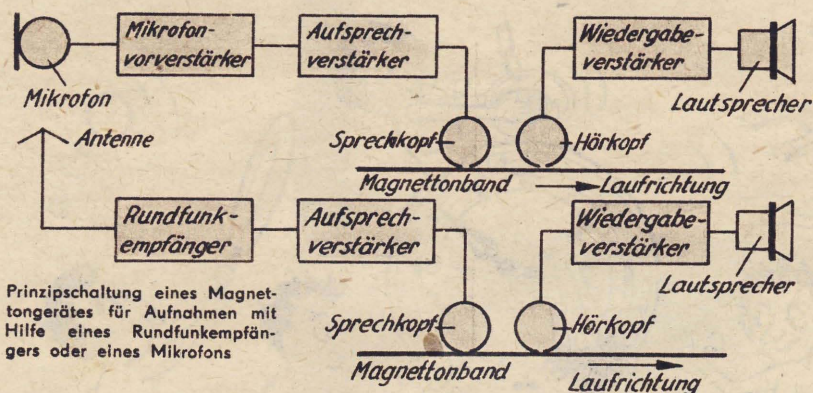 Mikrofon-
vorverstärker
Aufsprech-
verstärker
Wiedergabe-
verstärker
Mikrofon
Lautsprecher
Antenne
Sprechkopf
Hörkopf
Magnettonband
Laufrichtung
Rundfunk-
empfänger
Aufsprech-
verstärker
Wiedergabe-
verstärker
Lautsprecher
Prinzipschaltung eines Magnet-
tongerätes für Aufnahmen mit
Hilfe eines Rundfunkempfän-
gers oder eines Mikrofons
Sprechkopf
Hörkopf
Magnettonband
Laufrichtung